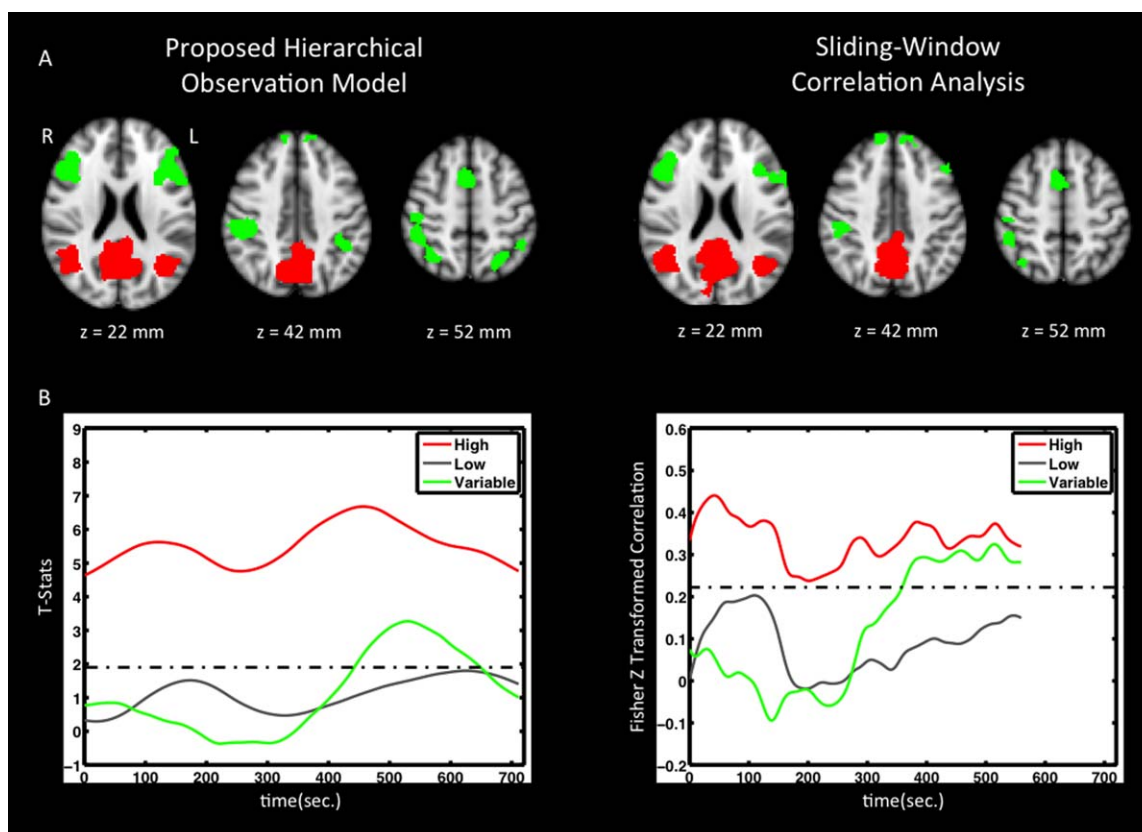 A
Proposed Hierarchical
Observation Model
Sliding-Window
Correlation Analysis
R L
z = 22 mm z = 42 mm z = 52 mm z = 22 mm z = 42 mm z = 52 mm
B
T-Stats
9
8
7
6
5
4
3
2
1
0
−1
0 100 200 300 400 500 600 700
time(sec.)
High
Low
Variable
Fisher Z Transformed Correlation
0.6
0.5
0.4
0.3
0.2
0.1
0
−0.1
−0.2
0 100 200 300 400 500 600 700
time(sec.)
High
Low
Variable